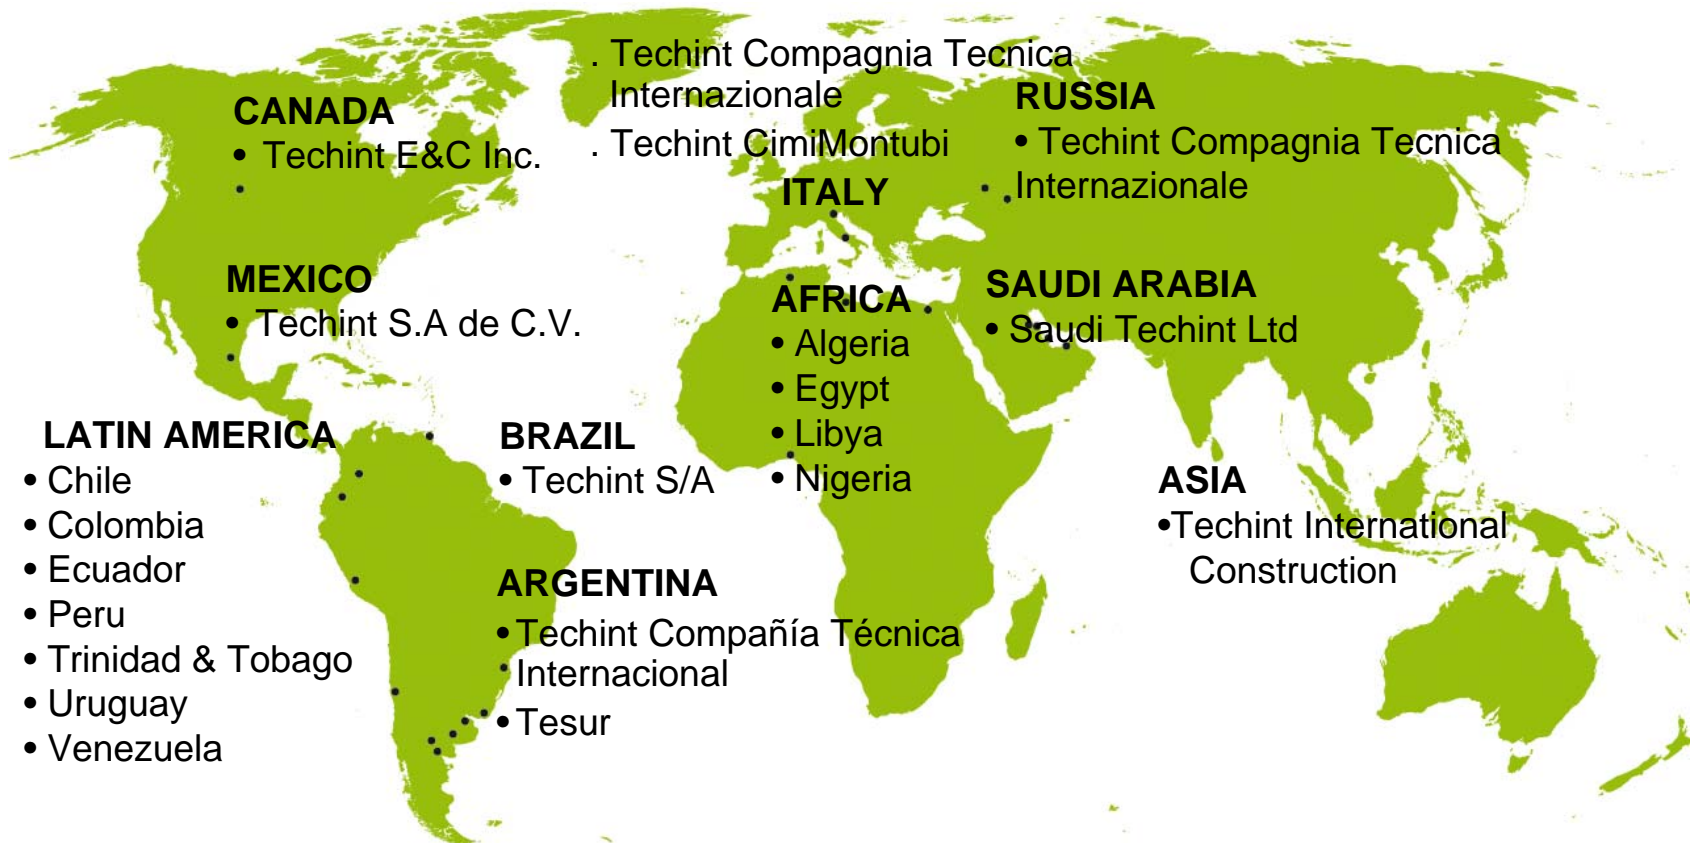 . Techint Compagnia Tecnica
Internazionale
. Techint CimiMontubi
ITALY
CANADA
• Techint E&C Inc.
RUSSIA
• Techint Compagnia Tecnica
Internazionale
MEXICO
• Techint S.A de C.V.
AFRICA
• Algeria
• Egypt
• Libya
• Nigeria
SAUDI ARABIA
• Saudi Techint Ltd
LATIN AMERICA
• Chile
• Colombia
• Ecuador
• Peru
• Trinidad & Tobago
• Uruguay
• Venezuela
BRAZIL
• Techint S/A
ARGENTINA
• Techint Compañía Técnica
Internacional
• Tesur
ASIA
•Techint International
Construction